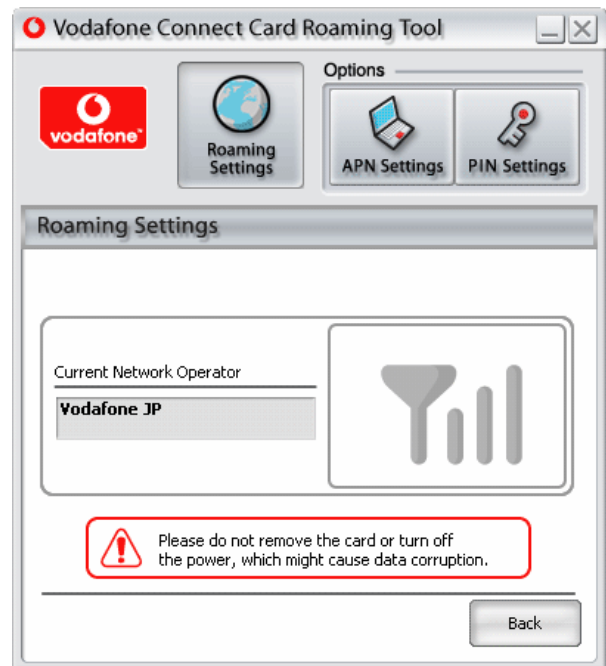 Vodafone Connect Card Roaming Tool
vodafone™
Roaming
Settings
Options
APN Settings
PIN Settings
Roaming Settings
Current Network Operator
Vodafone JP
Please do not remove the card or turn off
the power, which might cause data corruption.
Back